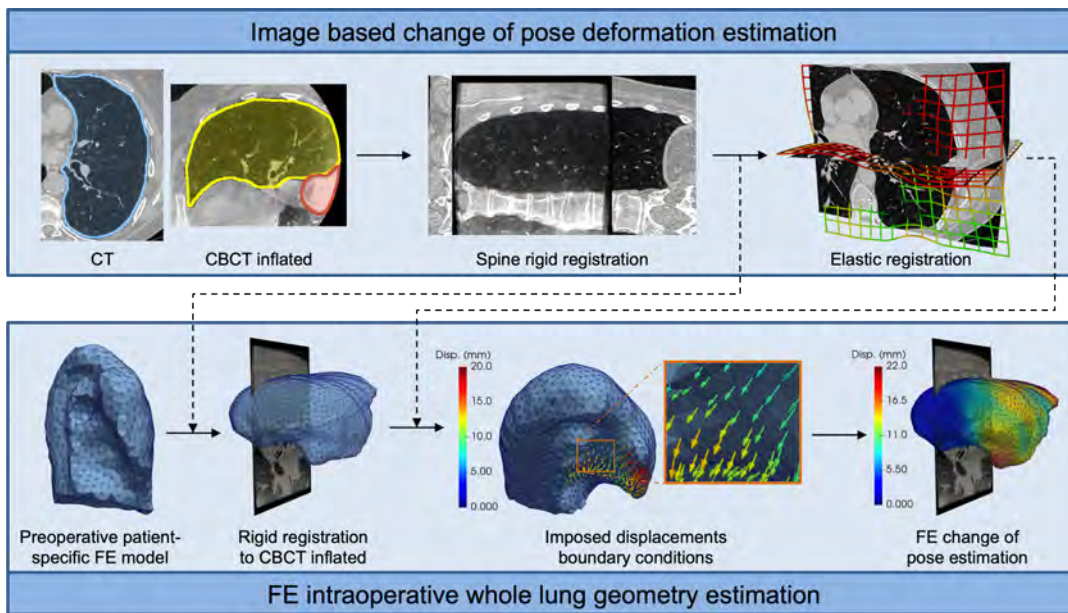 Image based change of pose deformation estimation
CT
CBCT inflated
Spine rigid registration
Elastic registration
Disp. (mm)
20.0
15.0
10.0
5.00
0.000
Disp. (mm)
22.0
16.5
11.0
5.50
0.000
Preoperative patient-
specific FE model
Rigid registration
to CBCT inflated
Imposed displacements
boundary conditions
FE change of
pose estimation
FE intraoperative whole lung geometry estimation